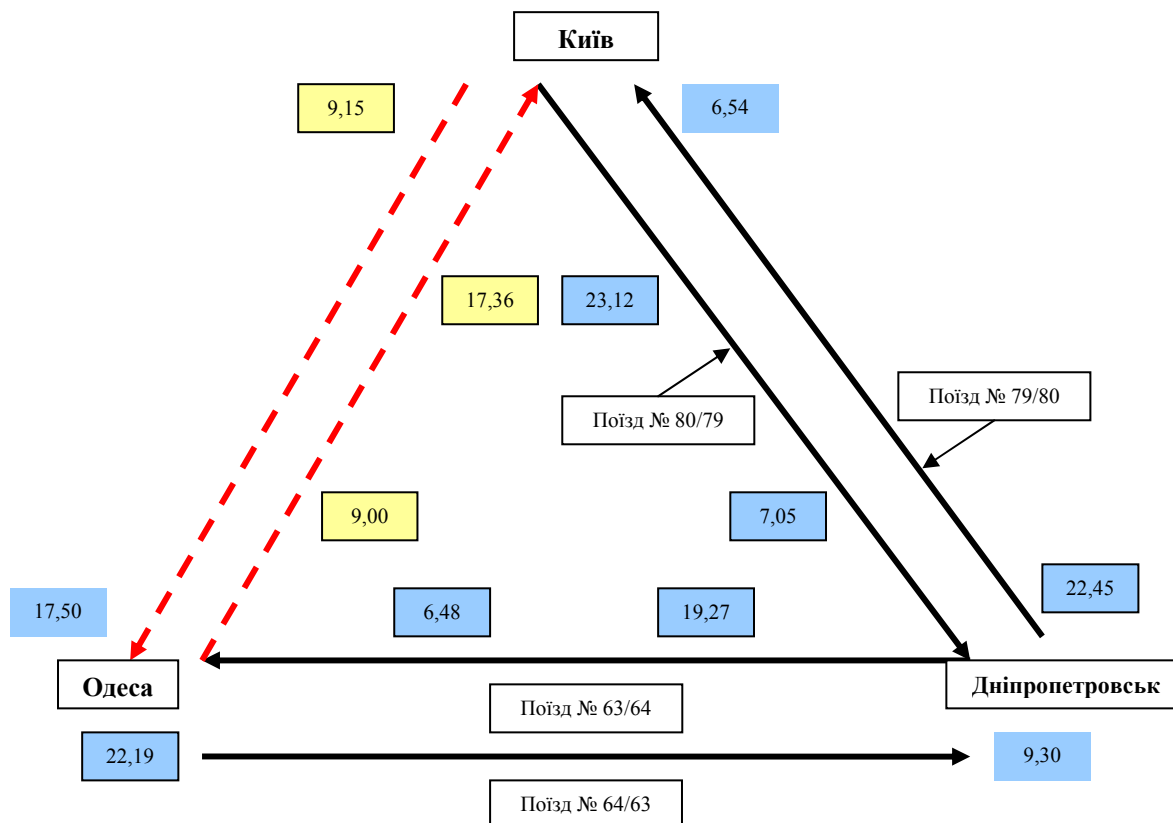 Київ
9,15
6,54
17,36
23,12
Поїзд № 79/80
Поїзд № 80/79
9,00
7,05
17,50
6,48
19,27
22,45
Одеса
Дніпропетровськ
Поїзд № 63/64
22,19
9,30
Поїзд № 64/63